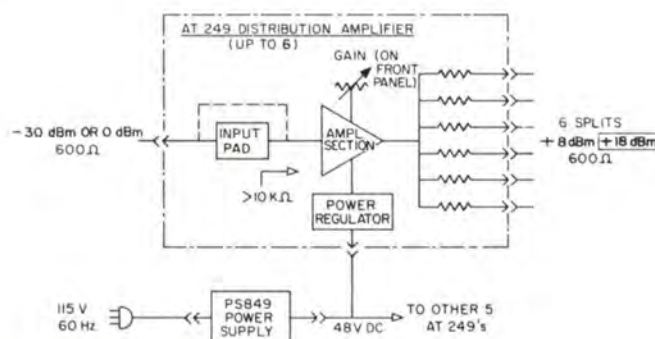 AT 249 DISTRIBUTION AMPLIFIER
(UP TO 6)
GAIN (ON
FRONT
PANEL)
-30 dBm OR 0 dBm
600Ω
INPUT
PAD
AMPL
SECTION
>10KΩ
6 SPLITS
+8 dBm +18 dBm
600Ω
POWER
REGULATOR
115 V
60 Hz.
PS849
POWER
SUPPLY
48V DC
TO OTHER 5
AT 249's